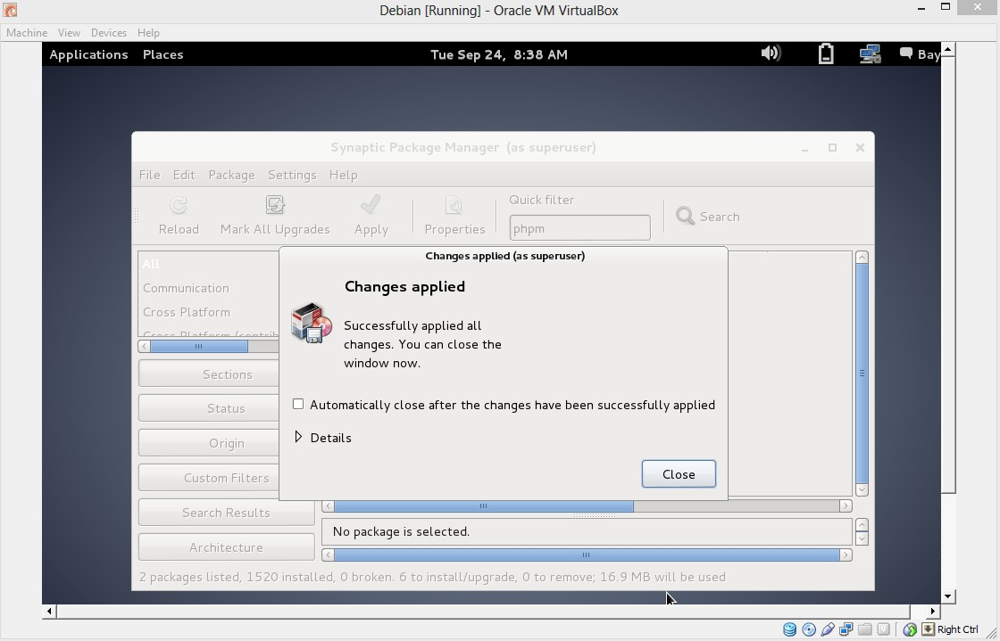 Debian [Running] - Oracle VM VirtualBox
Machine View Devices Help
Applications Places Tue Sep 24, 8:38 AM Bay
Synaptic Package Manager (as superuser)
File Edit Package Settings Help
Reload Mark All Upgrades Apply Properties Quick filter phpm Search
All
Communication
Cross Platform
Cross Platform (contrib
Sections
Status
Origin
Custom Filters
Search Results
Architecture
Changes applied (as superuser)
Changes applied
Successfully applied all
changes. You can close the
window now.
Automatically close after the changes have been successfully applied
Details
Close
No package is selected.
2 packages listed, 1520 installed, 0 broken. 6 to install/upgrade, 0 to remove; 16.9 MB will be used
Right Ctrl